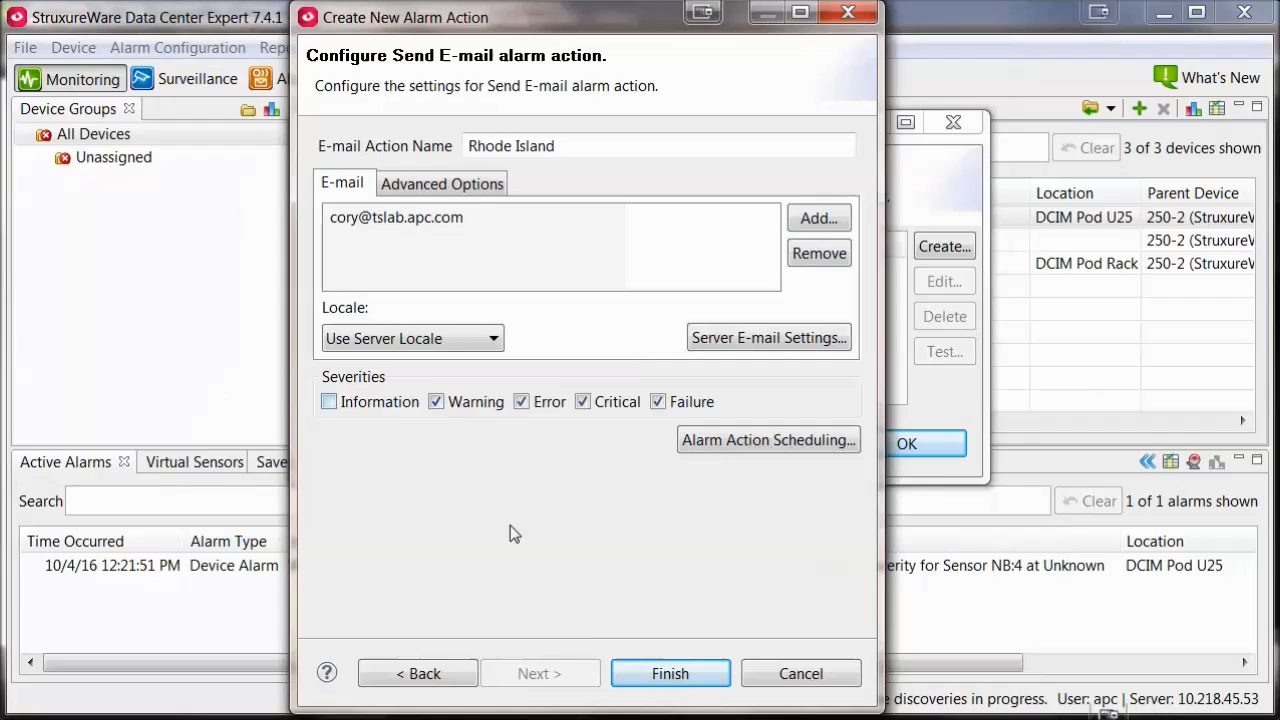 StruxureWare Data Center Expert 7.4.1
Create New Alarm Action
File Device Alarm Configuration
Configure Send E-mail alarm action.
Configure the settings for Send E-mail alarm action.
Monitoring
Surveillance
What's New
Device Groups
All Devices
Unassigned
E-mail Action Name Rhode Island
Clear 3 of 3 devices shown
E-mail
Advanced Options
cory@tslab.apc.com
Add...
Remove
Location
Parent Device
DCIM Pod U25
250-2 (StruxureW
250-2 (StruxureW
DCIM Pod Rack
250-2 (StruxureW
Create...
Edit...
Delete
Test...
OK
Locale:
Use Server Locale
Server E-mail Settings...
Severities
Information Warning Error Critical Failure
Alarm Action Scheduling...
Active Alarms
Virtual Sensors
Save
Search
Clear 1 of 1 alarms shown
Time Occurred
Alarm Type
Location
10/4/16 12:21:51 PM
Device Alarm
erity for Sensor NB:4 at Unknown
DCIM Pod U25
?
< Back
Next >
Finish
Cancel
e discoveries in progress. User: apc | Server: 10.218.45.53